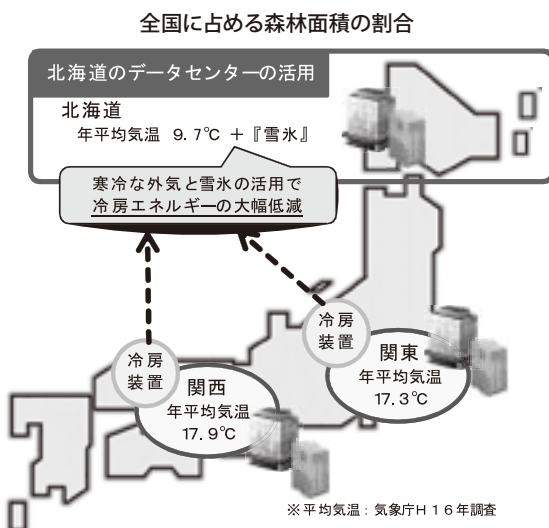 全国に占める森林面積の割合
北海道のデータセンターの活用
北海道
年平均気温 9.7℃ + 『雪氷』
寒冷な外気と雪氷の活用で
冷房エネルギーの大幅低減
冷房
装置
関東
年平均気温
17.3℃
冷房
装置
関西
年平均気温
17.9℃
※平均気温：気象庁H16年調査